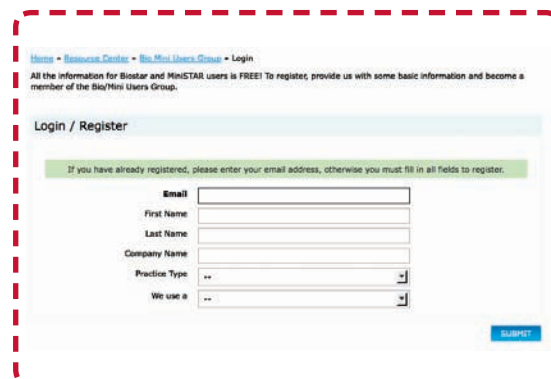 Home - Resource Center - Bio Mini Users Group - Login
All the information for Biostar and MiniSTAR users is FREE! To register, provide us with some basic information and become a
member of the Bio/Mini Users Group.
Login / Register
If you have already registered, please enter your email address, otherwise you must fill in all fields to register.
Email
First Name
Last Name
Company Name
Practice Type --
We use a --
SUBMIT